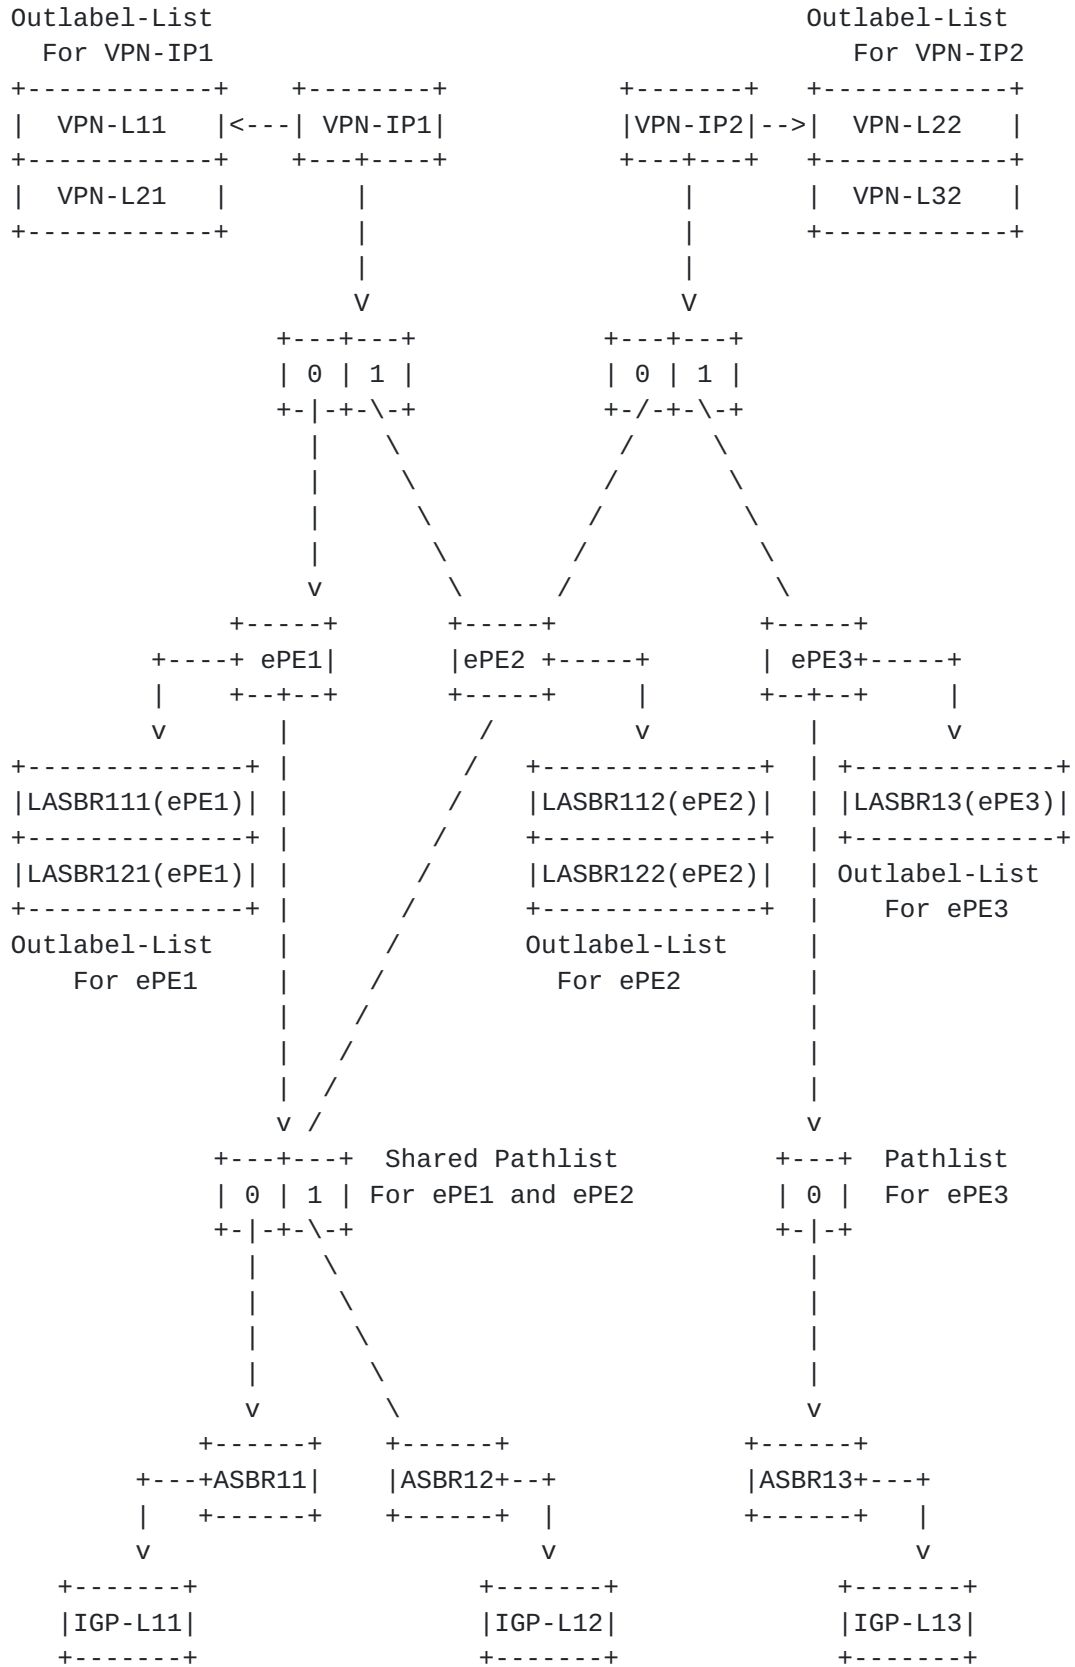 Outlabel-List                                      Outlabel-List
  For VPN-IP1                                         For VPN-IP2
+------------+    +--------+           +-------+   +------------+
|  VPN-L11   |<---| VPN-IP1|           |VPN-IP2|-->|  VPN-L22   |
+------------+    +---+----+           +---+---+   +------------+
|  VPN-L21   |        |                    |       |  VPN-L32   |
+------------+        |                    |       +------------+
                      |                    |
                      V                    V
                 +---+---+            +---+---+
                 | 0 | 1 |            | 0 | 1 |
                 +-|-+-\-+            +-/-+-\-+
                   |    \              /     \
                   |     \            /       \
                   |      \          /         \
                   |       \        /           \
                   v        \      /             \
              +-----+       +-----+             +-----+
         +----+ ePE1|       |ePE2 +-----+       | ePE3+-----+
         |    +--+--+       +-----+     |       +--+--+     |
         v       |            /         v          |        v
+--------------+ |           /   +--------------+  | +-------------+
|LASBR111(ePE1)| |          /    |LASBR112(ePE2)|  | |LASBR13(ePE3)|
+--------------+ |         /     +--------------+  | +-------------+
|LASBR121(ePE1)| |        /      |LASBR122(ePE2)|  | Outlabel-List
+--------------+ |       /       +--------------+  |    For ePE3
Outlabel-List    |      /        Outlabel-List     |
    For ePE1     |     /           For ePE2        |
                 |    /                            |
                 |   /                             |
                 |  /                              |
                 v /                               v
             +---+---+  Shared Pathlist          +---+  Pathlist
             | 0 | 1 | For ePE1 and ePE2         | 0 |  For ePE3
             +-|-+-\-+                           +-|-+
               |    \                              |
               |     \                             |
               |      \                            |
               |       \                           |
               v        \                          v
            +------+    +------+               +------+
        +---+ASBR11|    |ASBR12+--+            |ASBR13+---+
        |   +------+    +------+  |            +------+   |
        v                         v                       v
   +-------+                  +-------+              +-------+
   |IGP-L11|                  |IGP-L12|              |IGP-L13|
   +-------+                  +-------+              +-------+